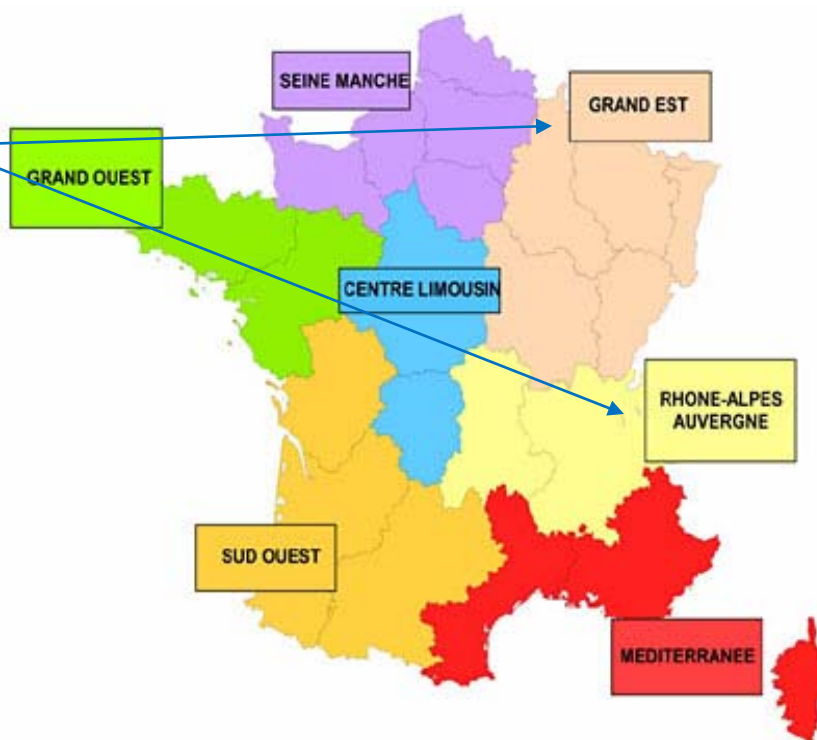 SEINE MANCHE
GRAND EST
GRAND OUEST
CENTRE LIMOUSIN
RHONE-ALPES
AUVERGNE
SUD OUEST
MEDITERRANEE